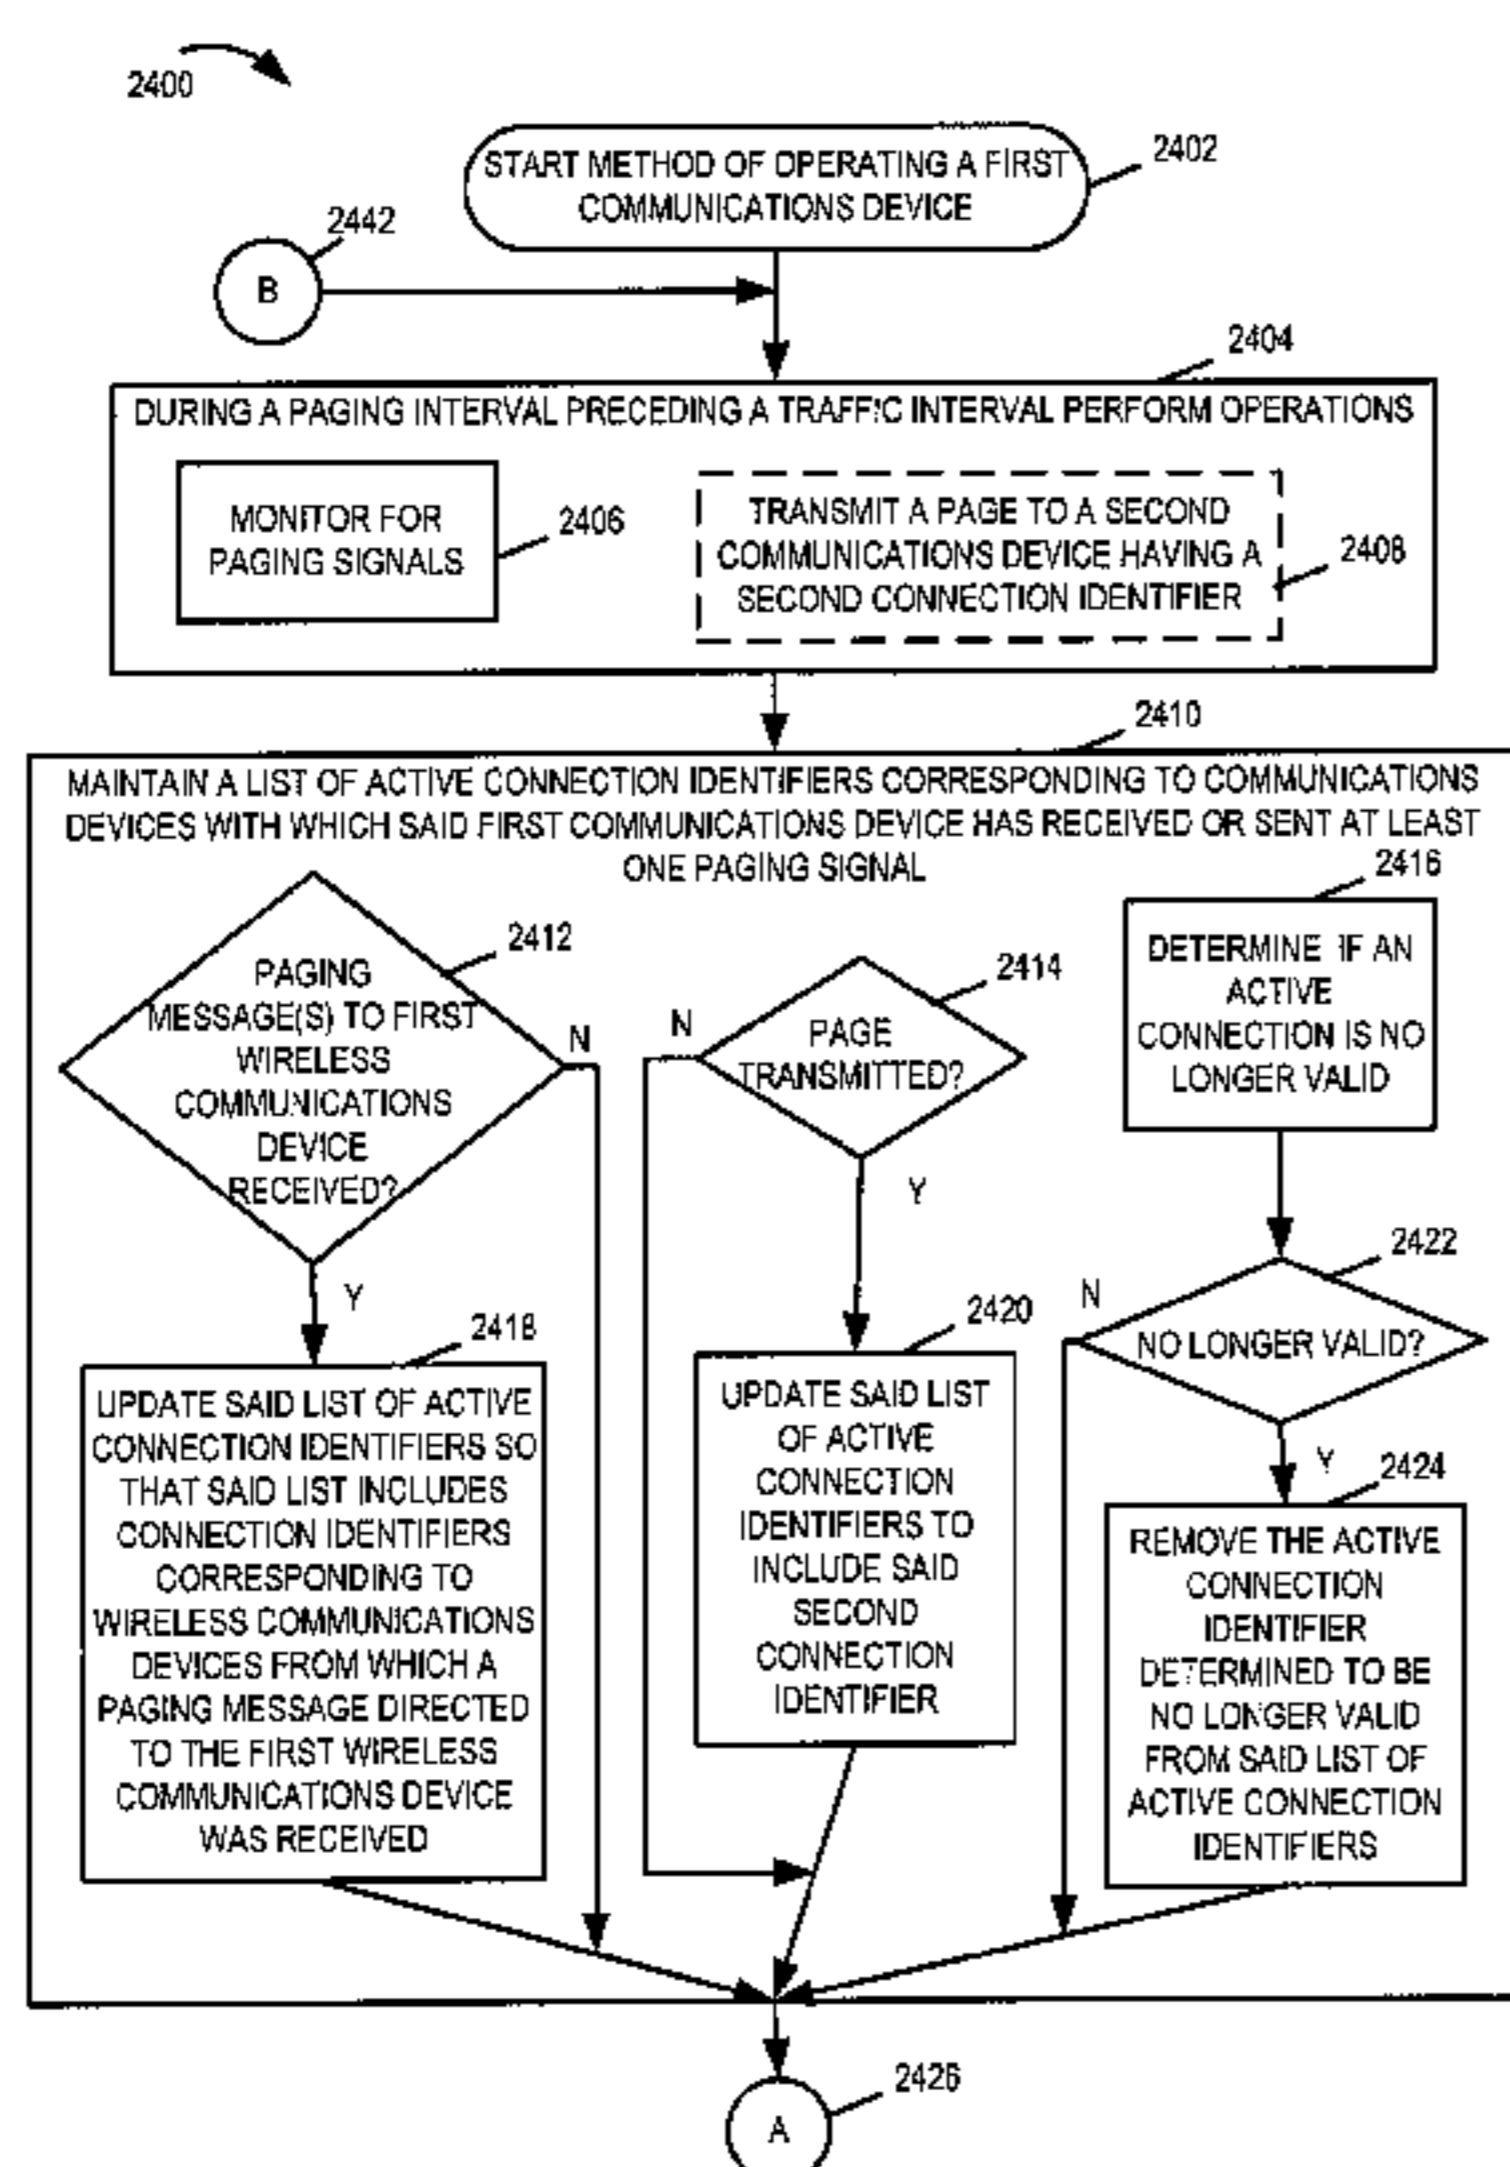 2400
START METHOD OF OPERATING A FIRST
COMMUNICATIONS DEVICE
2402
2442
B
2404
DURING A PAGING INTERVAL PRECEDING A TRAFFIC INTERVAL PERFORM OPERATIONS
MONITOR FOR
PAGING SIGNALS
2406
TRANSMIT A PAGE TO A SECOND
COMMUNICATIONS DEVICE HAVING A
SECOND CONNECTION IDENTIFIER
2408
2410
MAINTAIN A LIST OF ACTIVE CONNECTION IDENTIFIERS CORRESPONDING TO COMMUNICATIONS
DEVICES WITH WHICH SAID FIRST COMMUNICATIONS DEVICE HAS RECEIVED OR SENT AT LEAST
ONE PAGING SIGNAL
2412
PAGING
MESSAGE(S) TO FIRST
WIRELESS
COMMUNICATIONS
DEVICE
RECEIVED?
N
Y
2418
UPDATE SAID LIST OF ACTIVE
CONNECTION IDENTIFIERS SO
THAT SAID LIST INCLUDES
CONNECTION IDENTIFIERS
CORRESPONDING TO
WIRELESS COMMUNICATIONS
DEVICES FROM WHICH A
PAGING MESSAGE DIRECTED
TO THE FIRST WIRELESS
COMMUNICATIONS DEVICE
WAS RECEIVED
2414
N
PAGE
TRANSMITTED?
Y
2420
UPDATE SAID LIST
OF ACTIVE
CONNECTION
IDENTIFIERS TO
INCLUDE SAID
SECOND
CONNECTION
IDENTIFIER
2416
DETERMINE IF AN
ACTIVE
CONNECTION IS NO
LONGER VALID
2422
N
NO LONGER VALID?
Y
2424
REMOVE THE ACTIVE
CONNECTION
IDENTIFIER
DETERMINED TO BE
NO LONGER VALID
FROM SAID LIST OF
ACTIVE CONNECTION
IDENTIFIERS
2426
A